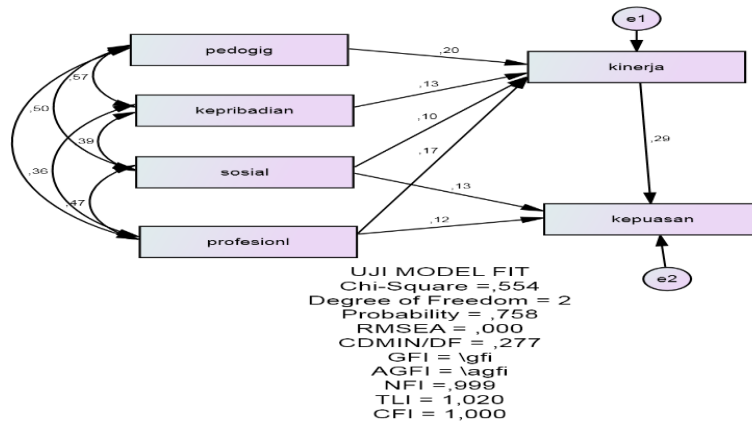 e1
pedogig
,20
kinerja
,57
,13
,50
kepribadian
,10
,39
,17
,29
,36
sosial
,13
,47
,12
kepuasan
profesionl
e2
UJI MODEL FIT
Chi-Square =,554
Degree of Freedom = 2
Probability = ,758
RMSEA = ,000
CDMIN/DF = ,277
GFI = \gfi
AGFI = \agfi
NFI =,999
TLI = 1,020
CFI = 1,000